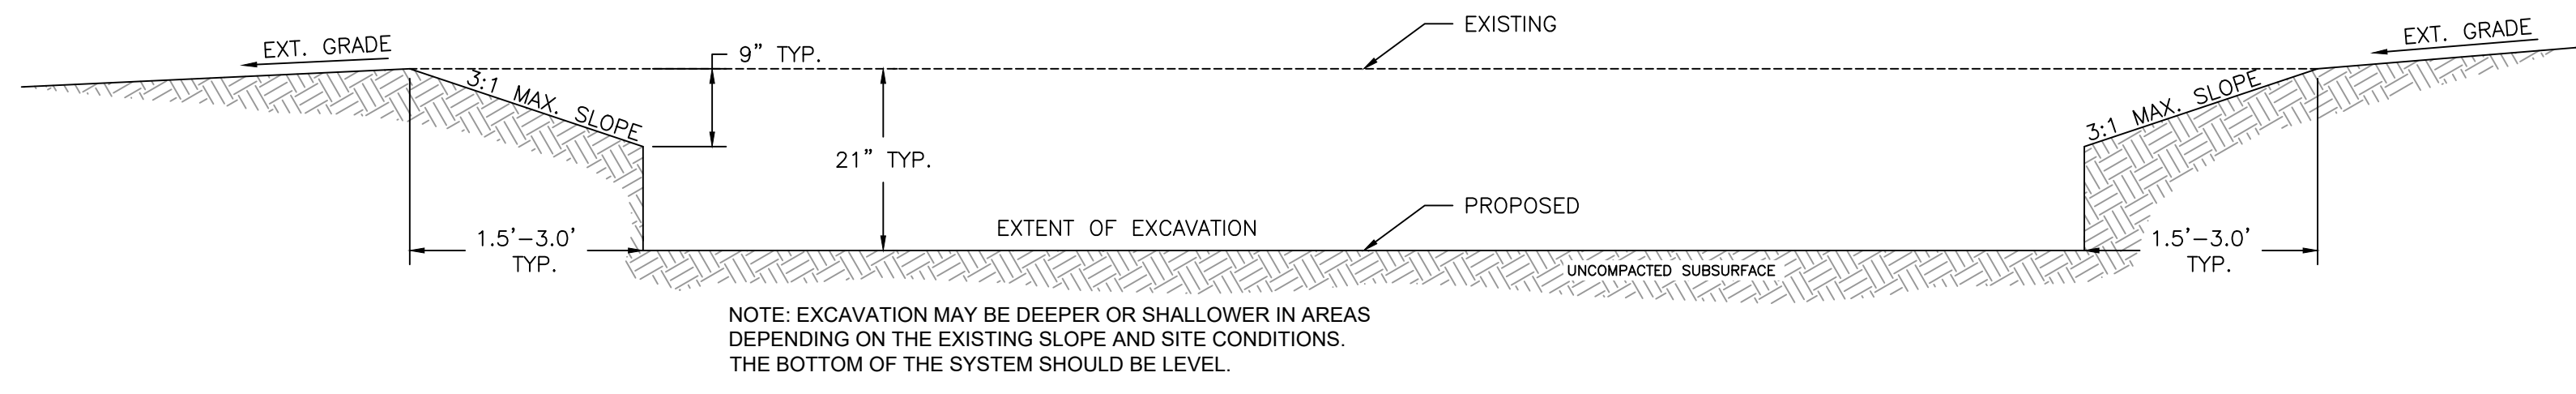 EXISTING
EXT. GRADE
EXT. GRADE
9" TYP.
3:1 MAX. SLOPE
3:1 MAX. SLOPE
21" TYP.
PROPOSED
EXTENT OF EXCAVATION
1.5'-3.0'
TYP.
1.5'-3.0'
TYP.
UNCOMPACTED SUBSURFACE
NOTE: EXCAVATION MAY BE DEEPER OR SHALLOWER IN AREAS
DEPENDING ON THE EXISTING SLOPE AND SITE CONDITIONS.
THE BOTTOM OF THE SYSTEM SHOULD BE LEVEL.